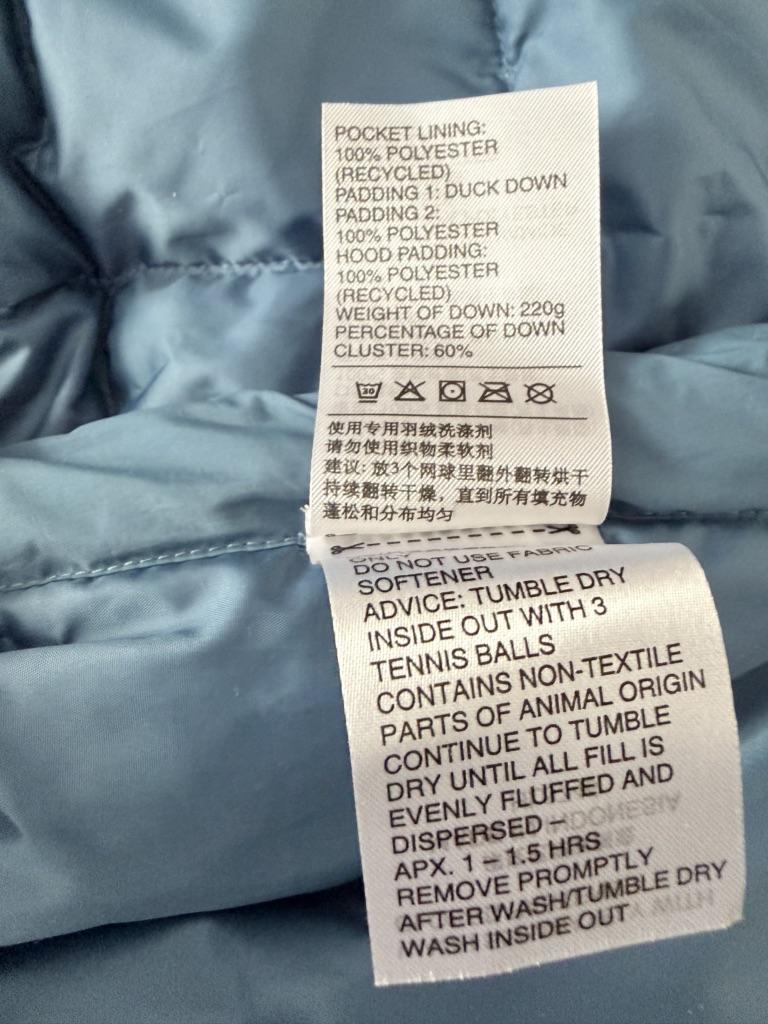 POCKET LINING:
100% POLYESTER
(RECYCLED)
PADDING 1: DUCK DOWN
PADDING 2:
100% POLYESTER
HOOD PADDING:
100% POLYESTER
(RECYCLED)
WEIGHT OF DOWN: 220g
PERCENTAGE OF DOWN
CLUSTER: 60%
30
使用专用羽绒洗涤剂
请勿使用织物柔软剂
建议: 放3个网球里翻外翻转烘干
持续翻转干燥，直到所有填充物
蓬松和分布均匀
ONLY
DO NOT USE FABRIC
SOFTENER
ADVICE: TUMBLE DRY
INSIDE OUT WITH 3
TENNIS BALLS
CONTAINS NON-TEXTILE
PARTS OF ANIMAL ORIGIN
CONTINUE TO TUMBLE
DRY UNTIL ALL FILL IS
EVENLY FLUFFED AND
DISPERSED –
APX. 1 – 1.5 HRS
REMOVE PROMPTLY
AFTER WASH/TUMBLE DRY
WASH INSIDE OUT